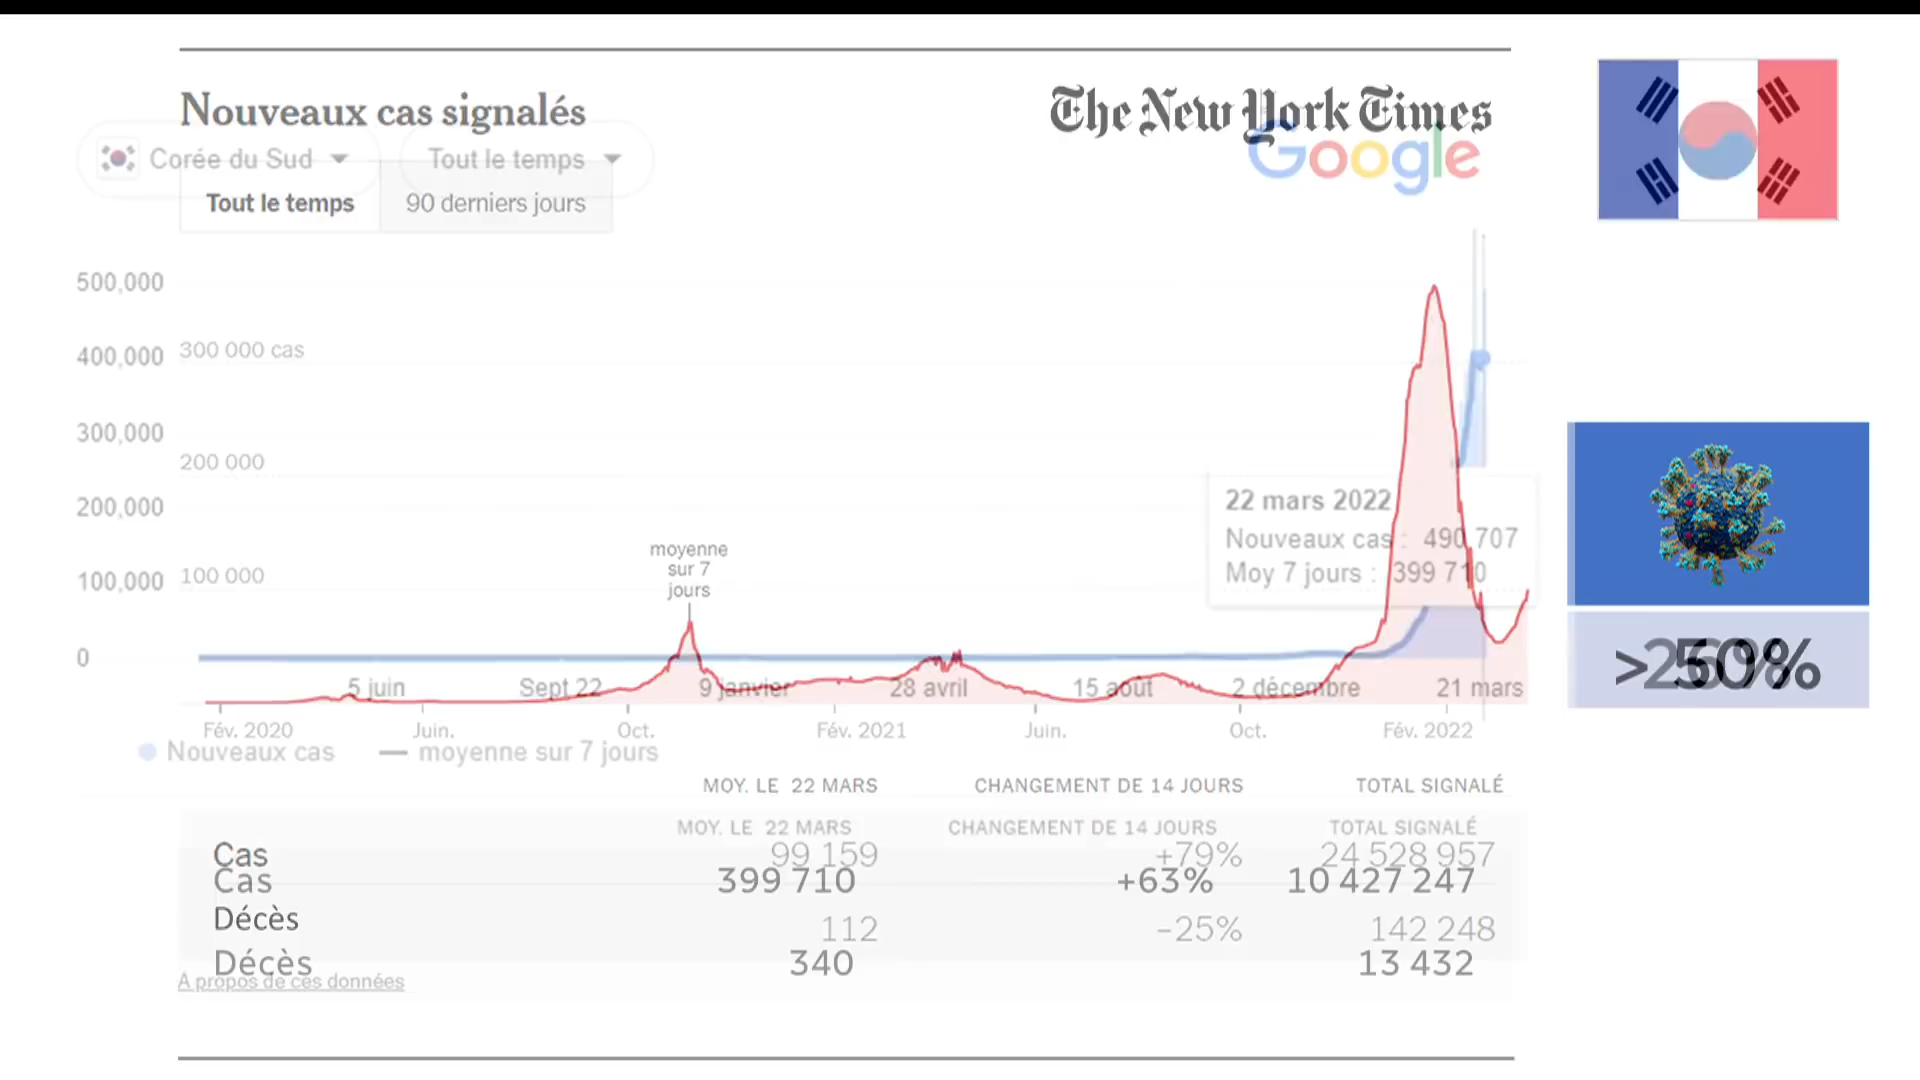 Nouveaux cas signalés
The New York Times
Google
Corée du Sud
Tout le temps
Tout le temps
90 derniers jours
500,000
400,000
300 000 cas
300,000
200 000
200,000
100,000
100 000
0
moyenne
sur 7
jours
22 mars 2022
Nouveaux cas : 490 707
Moy 7 jours : 399 710
5 juin
Sept 22
9 janvier
28 avril
15 août
2 décembre
21 mars
Fév. 2020
Juin.
Oct.
Fév. 2021
Juin.
Oct.
Fév. 2022
Nouveaux cas
moyenne sur 7 jours
MOY. LE 22 MARS
CHANGEMENT DE 14 JOURS
TOTAL SIGNALÉ
MOY. LE 22 MARS
CHANGEMENT DE 14 JOURS
TOTAL SIGNALÉ
Cas
99 159
+79%
24 528 957
Cas
399 710
+63%
10 427 247
Décès
112
-25%
142 248
Décès
340
13 432
A propos de ces données